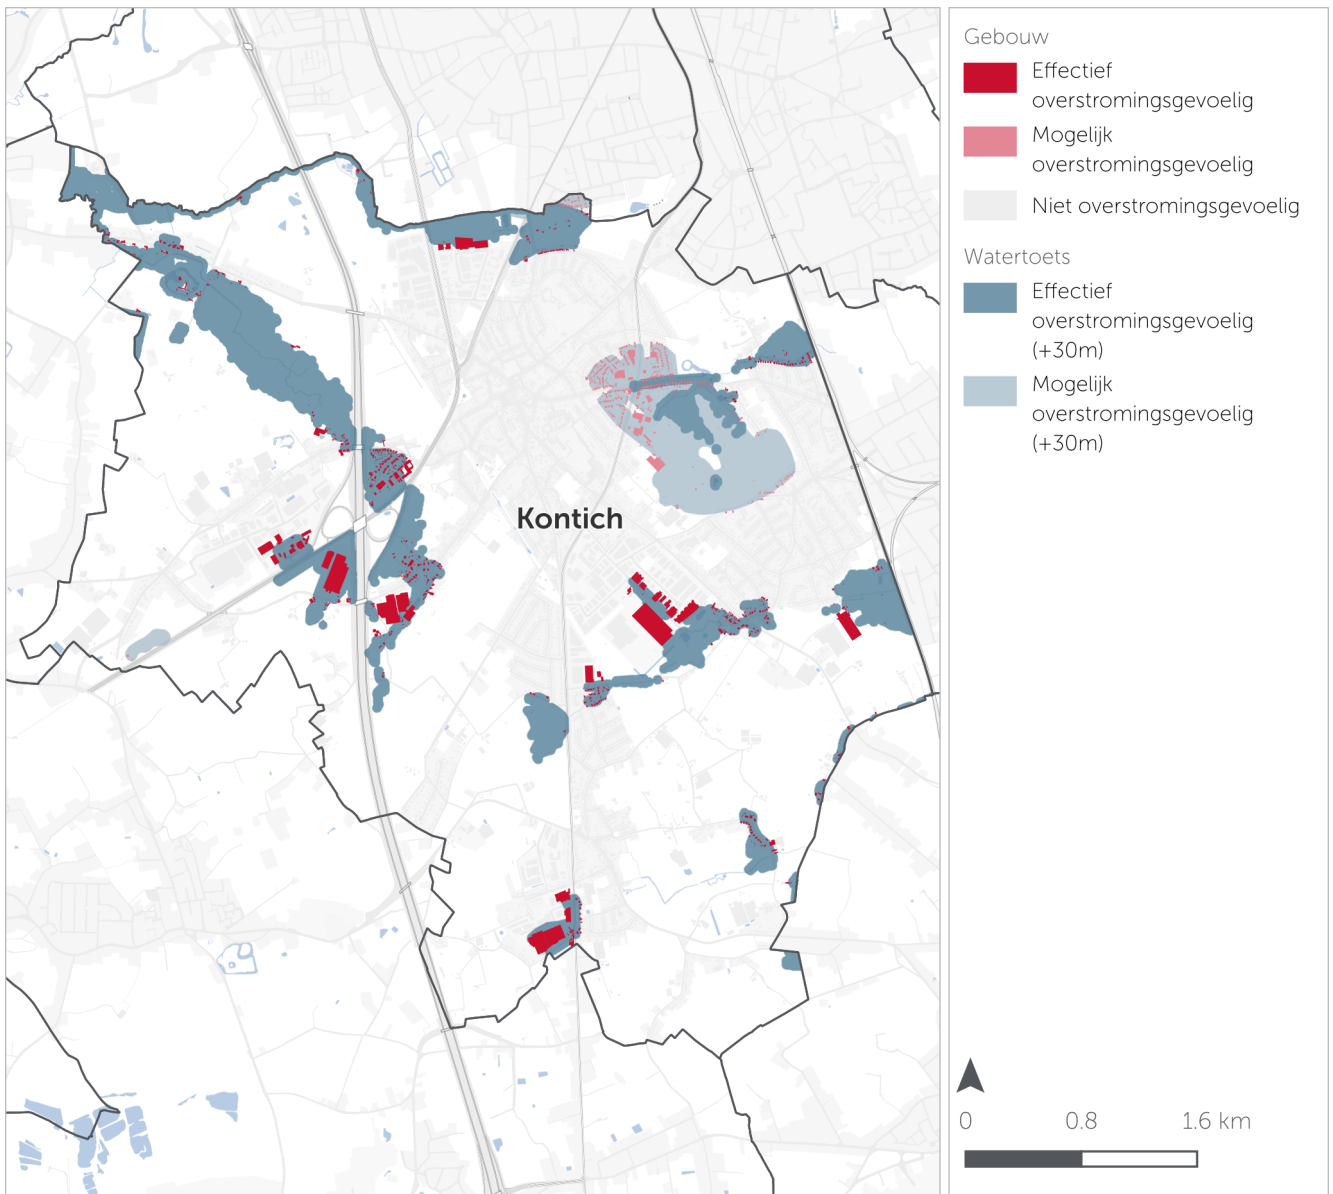 Kontich
Gebouw
Effectief
overstromingsgevoelig
Mogelijk
overstromingsgevoelig
Niet overstromingsgevoelig
Watertoets
Effectief
overstromingsgevoelig
(+30m)
Mogelijk
overstromingsgevoelig
(+30m)
0 0.8 1.6 km